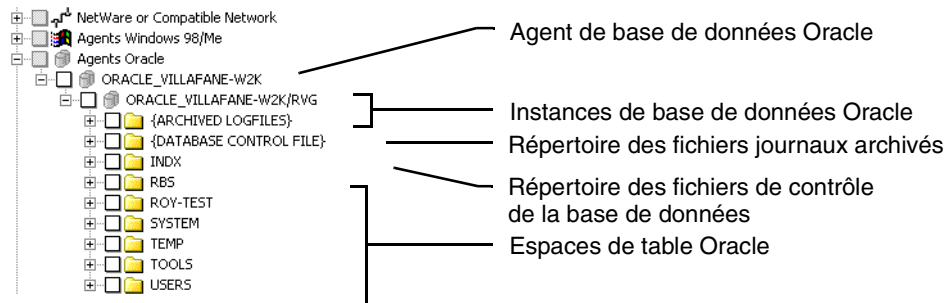 NetWare or Compatible Network
Agents Windows 98/Me
Agents Oracle
ORACLE_VILLAFANE-W2K
ORACLE_VILLAFANE-W2K/RVG
{ARCHIVED LOGFILES}
{DATABASE CONTROL FILE}
INDX
RBS
ROY-TEST
SYSTEM
TEMP
TOOLS
USERS
Agent de base de données Oracle
Instances de base de données Oracle
Répertoire des fichiers journaux archivés
Répertoire des fichiers de contrôle
de la base de données
Espaces de table Oracle